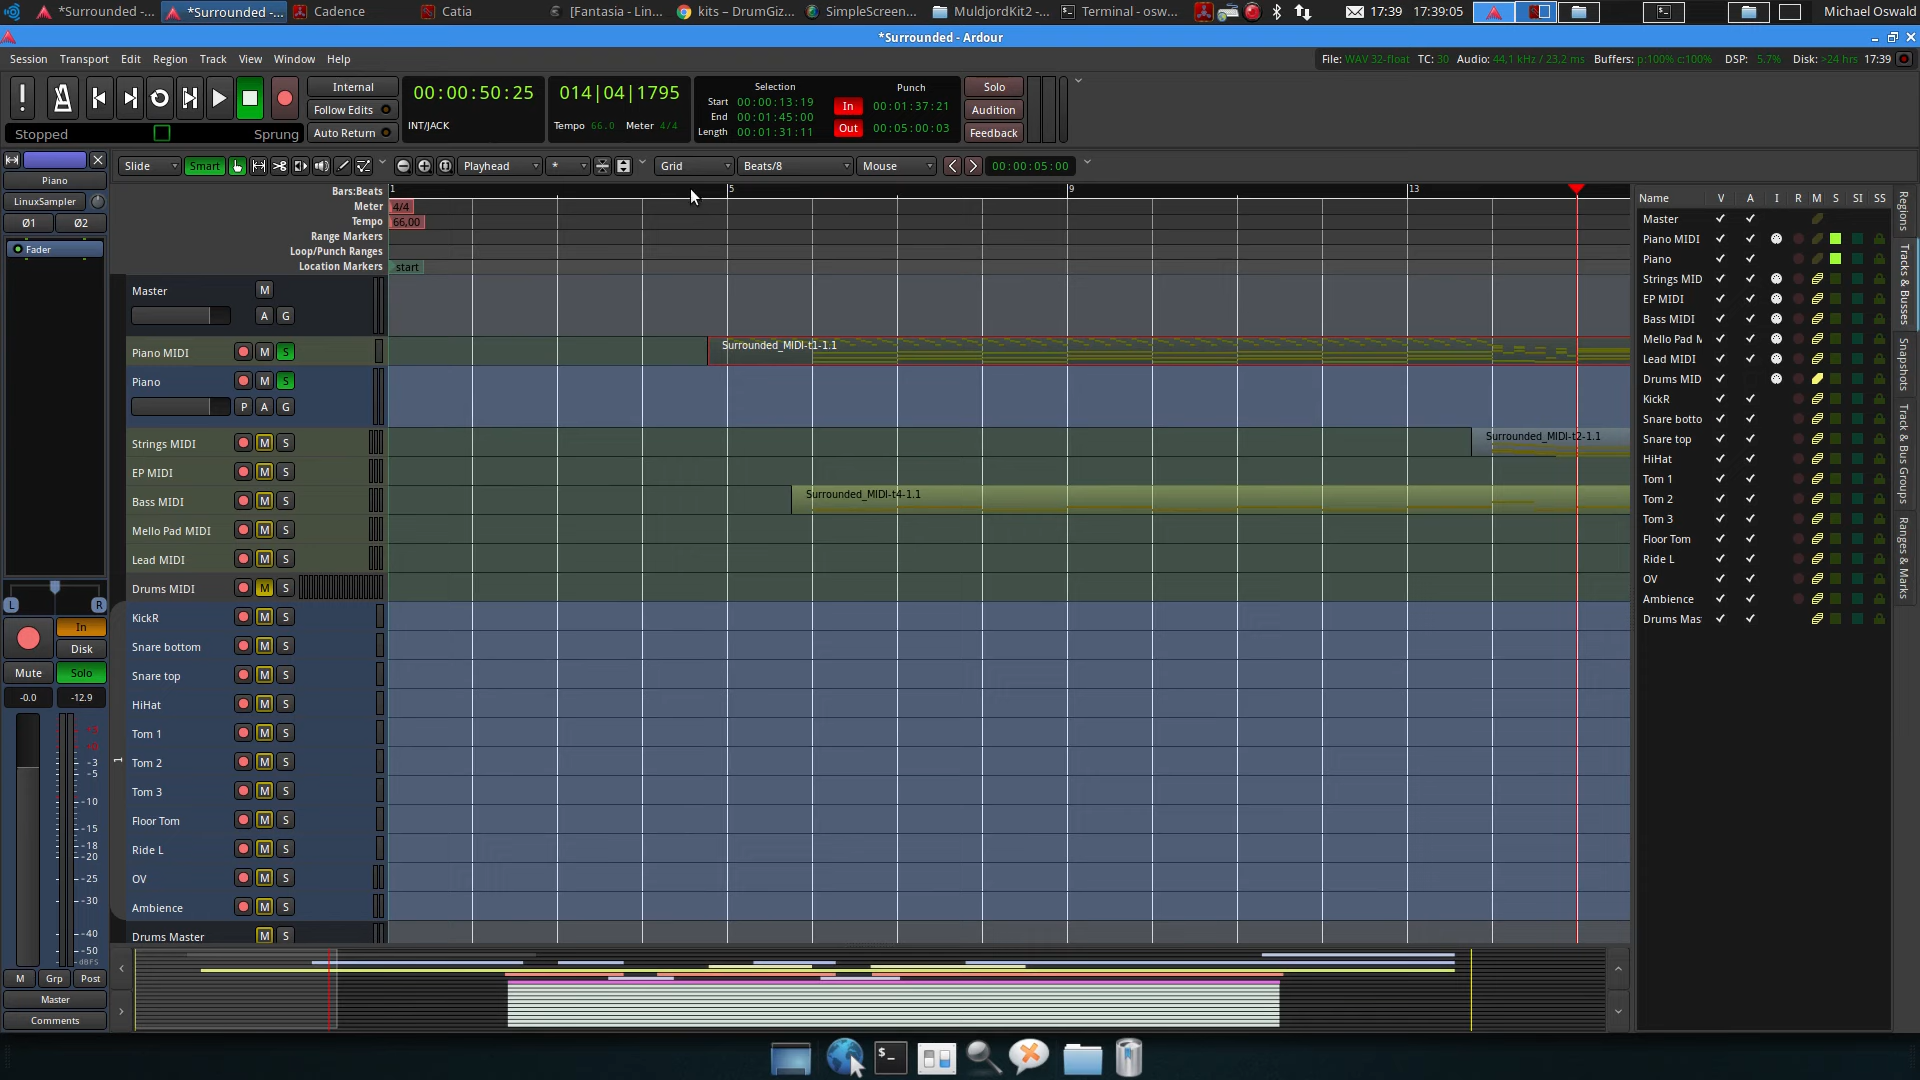 *Surrounded -... *Surrounded -... Cadence Catia [Fantasia - Lin... kits – DrumGiz... SimpleScreen... MuldjordKit2 -... Terminal - osw... 17:39 17:39:05 Michael Oswald
*Surrounded - Ardour
Session Transport Edit Region Track View Window Help
File: WAV 32-float TC: 30 Audio: 44,1 kHz / 23,2 ms Buffers: p:100% c:100% DSP: 5.7% Disk: >24 hrs 17:39
Internal
Follow Edits
Auto Return
Stopped Sprung
00:00:50:25
INT/JACK
014|04|1795
Tempo 66.0 Meter 4/4
Selection
Start 00:00:13:19
End 00:01:45:00
Length 00:01:31:11
Punch
In 00:01:37:21
Out 00:05:00:03
Solo
Audition
Feedback
Slide Smart Playhead * Grid Beats/8 Mouse 00:00:05:00
Bars:Beats 1 5 9 13
Meter 4/4
Tempo 66,00
Range Markers
Loop/Punch Ranges
Location Markers start
Piano
LinuxSampler
Ø1 Ø2
Fader
L R
In
Disk
Mute Solo
-0.0 -12.9
-3
-5
-10
-15
-18
-20
-25
-30
-40
-50
dBFS
M Grp Post
Master
Comments
Master M
A G
Piano MIDI M S Surrounded_MIDI-t1-1.1
Piano M S
P A G
Strings MIDI M S Surrounded_MIDI-t2-1.1
EP MIDI M S
Bass MIDI M S Surrounded_MIDI-t4-1.1
Mello Pad MIDI M S
Lead MIDI M S
Drums MIDI M S
KickR M S
Snare bottom M S
Snare top M S
HiHat M S
Tom 1 M S
Tom 2 M S
Tom 3 M S
Floor Tom M S
Ride L M S
OV M S
Ambience M S
Drums Master M S
1
Name V A I R M S SI SS
Master
Piano MIDI
Piano
Strings MID
EP MIDI
Bass MIDI
Mello Pad M
Lead MIDI
Drums MID
KickR
Snare botto
Snare top
HiHat
Tom 1
Tom 2
Tom 3
Floor Tom
Ride L
OV
Ambience
Drums Mas
Regions
Tracks & Busses
Snapshots
Track & Bus Groups
Ranges & Marks